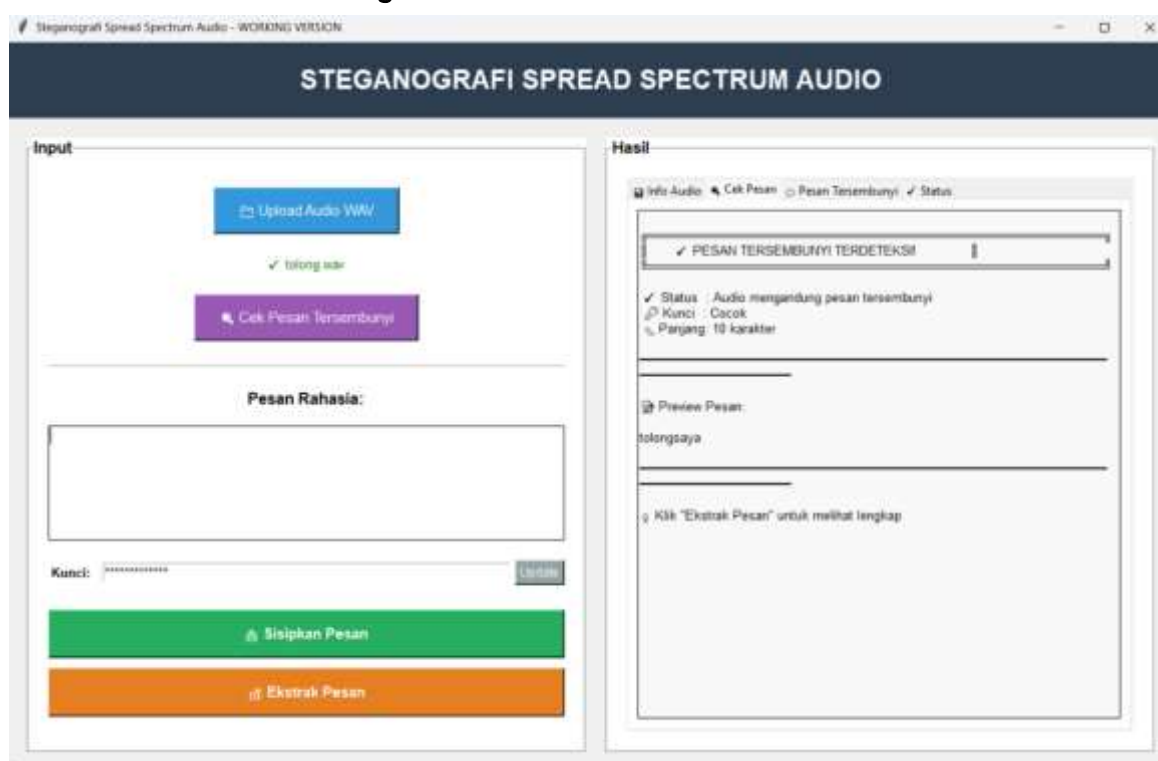 Steganografi Spread Spectrum Audio - WORKING VERSION
STEGANOGRAFI SPREAD SPECTRUM AUDIO
Input
Upload Audio WAV
✓ tolong.wav
Cek Pesan Tersembunyi
Pesan Rahasia:
Kunci: *************
Update
Sisipkan Pesan
Ekstrak Pesan
Hasil
Info Audio Cek Pesan Pesan Tersembunyi ✓ Status
✓ PESAN TERSEMBUNYI TERDETEKSI!
✓ Status : Audio mengandung pesan tersembunyi
Kunci : Cocok
Panjang: 10 karakter
Preview Pesan:
tolongsaya
Klik "Ekstrak Pesan" untuk melihat lengkap